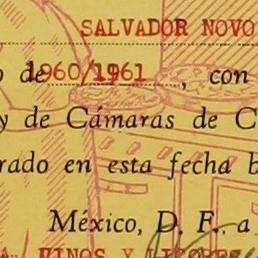 SALVADOR NOVO
o de 1960/1961, con
y de Cámaras de C
rado en esta fecha b
México, D. F., a
VINOS Y LICORES